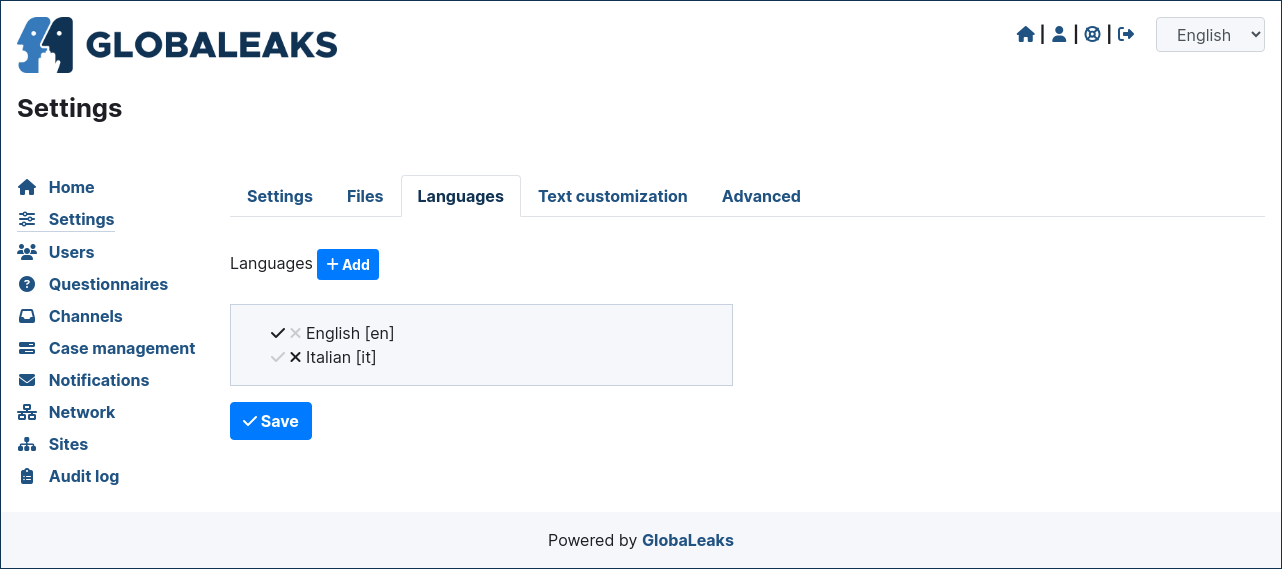 GLOBALEAKS
| | |
English
Settings
Home
Settings
Users
Questionnaires
Channels
Case management
Notifications
Network
Sites
Audit log
Settings Files Languages Text customization Advanced
Languages Add
English [en]
Italian [it]
Save
Powered by GlobaLeaks